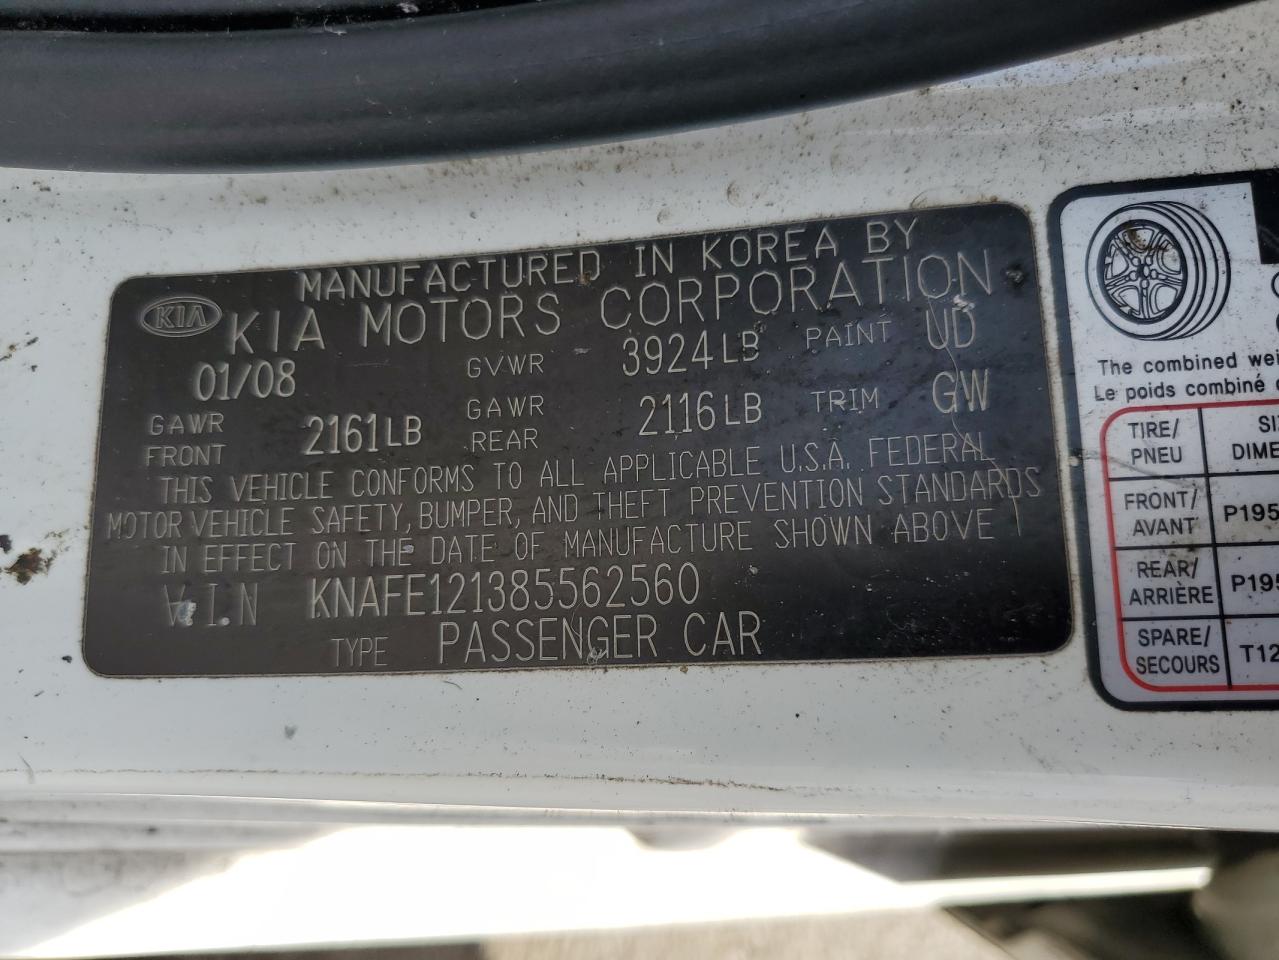 MANUFACTURED IN KOREA BY
KIA KIA MOTORS CORPORATION
01/08 GVWR 3924LB PAINT UD
GAWR FRONT 2161LB GAWR REAR 2116LB TRIM GW
THIS VEHICLE CONFORMS TO ALL APPLICABLE U.S.A. FEDERAL
MOTOR VEHICLE SAFETY, BUMPER, AND THEFT PREVENTION STANDARDS
IN EFFECT ON THE DATE OF MANUFACTURE SHOWN ABOVE
V.I.N KNAFE121385562560
TYPE PASSENGER CAR
The combined wei
Le poids combiné d
TIRE/ SI
PNEU DIME
FRONT/
AVANT P195
REAR/
ARRIÈRE P195
SPARE/
SECOURS T12